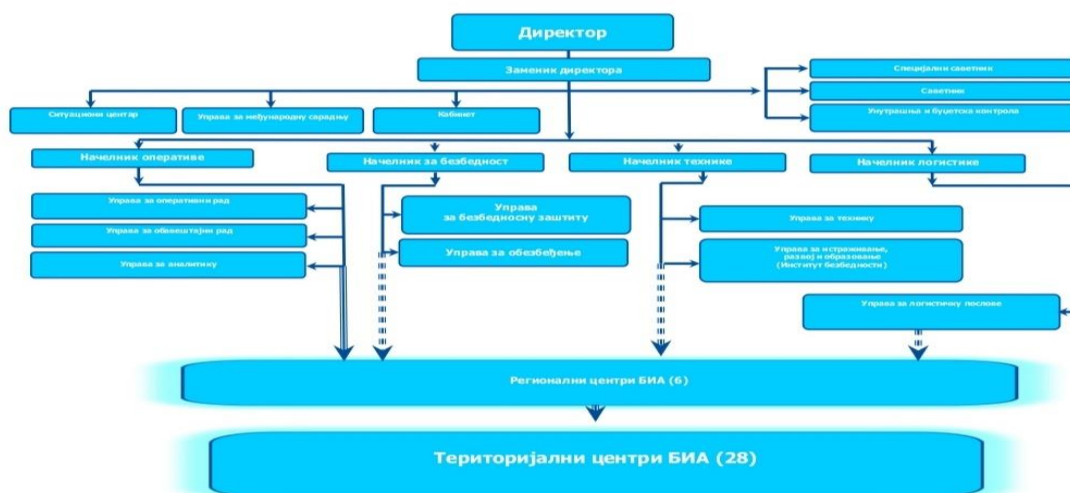 Директор
Заменик директора
Специјални саветник
Саветник
Унутрашња и буџетска контрола
Ситуациони центар
Управа за међународну сарадњу
Кабинет
Начелник оперативе
Начелник за безбедност
Начелник технике
Начелник логистике
Управа за оперативни рад
Управа за обавештајни рад
Управа за аналитику
Управа
за безбедносну заштиту
Управа за обезбеђење
Управа за технику
Управа за истраживање,
развој и образовање
(Институт безбедности)
Управа за логистичку послове
Регионални центри БИА (6)
Територијални центри БИА (28)